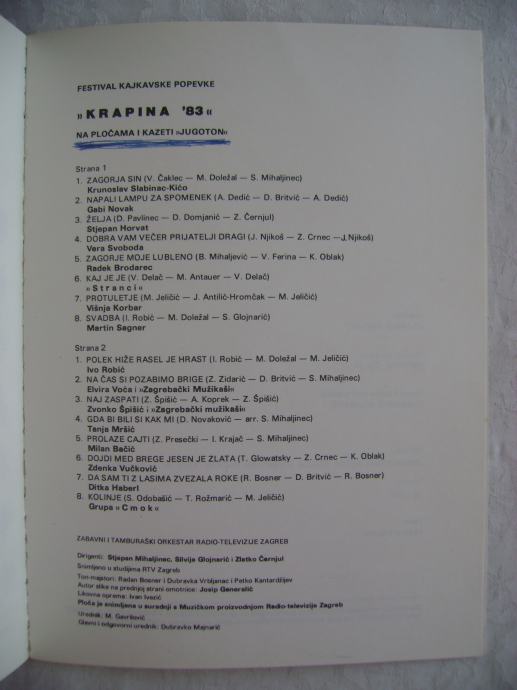 FESTIVAL KAJKAVSKE POPEVKE
»KRAPINA '83«
NA PLOČAMA I KAZETI »JUGOTON«
Strana 1
1. ZAGORJA SIN (V. Čaklec — M. Doležal — S. Mihaljinec)
Krunoslav Slabinac-Kićo
2. NAPALI LAMPU ZA SPOMENEK (A. Dedić — D. Britvić — A. Dedić)
Gabi Novak
3. ŽELJA (D. Pavlinec — D. Domjanić — Z. Černjul)
Stjepan Horvat
4. DOBRA VAM VEČER PRIJATELJI DRAGI (J. Njikoš — Z. Crnec —J.Njikoš)
Vera Svoboda
5. ZAGORJE MOJE LUBLENO (B. Mihaljević — V. Ferina — K. Oblak)
Radek Brodarec
6. KAJ JE JE (V. Delač — M. Antauer — V. Delač)
»Stranci«
7. PROTULETJE (M. Jeličić — J. Antilić-Hromčak — M. Jeličić)
Višnja Korbar
8. SVADBA (I. Robić — M. Doležal — S. Glojnarić)
Martin Sagner
Strana 2
1. POLEK HIŽE RASEL JE HRAST (I. Robić — M. Doležal — M. Jeličić)
Ivo Robić
2. NA ČAS SI POZABIMO BRIGE (Z. Zidarić — D. Britvić — S. Mihaljinec)
Elvira Voća i »Zagrebački Mužikaši«
3. NAJ ZASPATI (Z. Špišić — A. Koprek — Z. Špišić)
Zvonko Špišić i »Zagrebački mužikaši«
4. GDA BI BILI SI KAK MI (D. Novaković — arr. S. Mihaljinec)
Tanja Mršić
5. PROLAZE CAJTI (Z. Presečki — I. Krajač — S. Mihaljinec)
Milan Bačić
6. DOJDI MED BREGE JESEN JE ZLATA (T. Glowatsky — Z. Crnec — K. Oblak)
Zdenka Vučković
7. DA SAM TI Z LASIMA ZVEZALA ROKE (R. Bosner — D. Britvić — R. Bosner)
Ditka Haberl
8. KOLINJE (S. Odobašić — T. Rožmarić — M. Jeličić)
Grupa »Cmok«
ZABAVNI I TAMBURAŠKI ORKESTAR RADIO-TELEVIZIJE ZAGREB
Dirigenti: Stjepan Mihaljinec, Silvije Glojnarić i Zlatko Černjul
Snimljeno u studijima RTV Zagreb
Ton-majstori: Radan Bosner i Dubravka Vrbljanac i Petko Kantardžijev
Autor slike na prednjoj strani omotnice: Josip Generalić
Likovna oprema: Ivan Ivezić
Ploča je snimljena u suradnji s Muzičkom proizvodnjom Radio-televizije Zagreb
Urednik: M. Gavrilović
Glavni i odgovorni urednik: Dubravko Majnarić